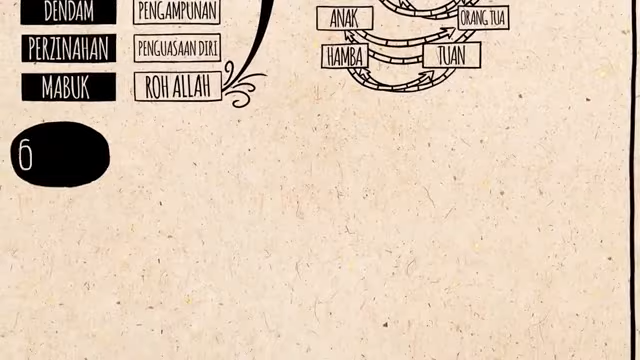 DENDAM
PENGAMPUNAN
PERZINAHAN
PENGUASAAN DIRI
MABUK
ROH ALLAH
ANAK
ORANG TUA
HAMBA
TUAN
6